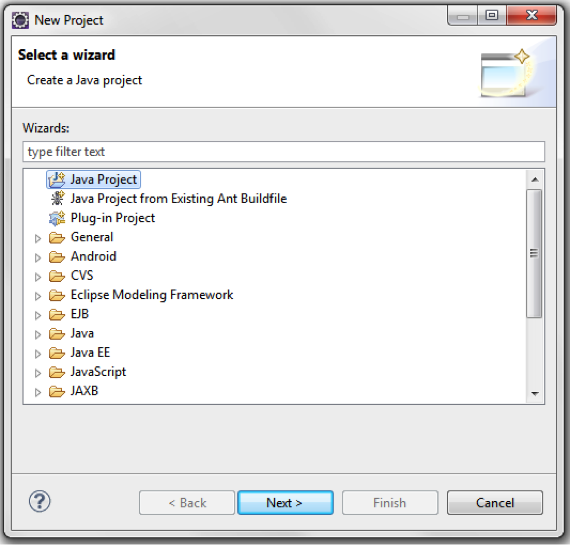 New Project
Select a wizard
Create a Java project
Wizards:
type filter text
Java Project
Java Project from Existing Ant Buildfile
Plug-in Project
General
Android
CVS
Eclipse Modeling Framework
EJB
Java
Java EE
JavaScript
JAXB
? < Back Next > Finish Cancel